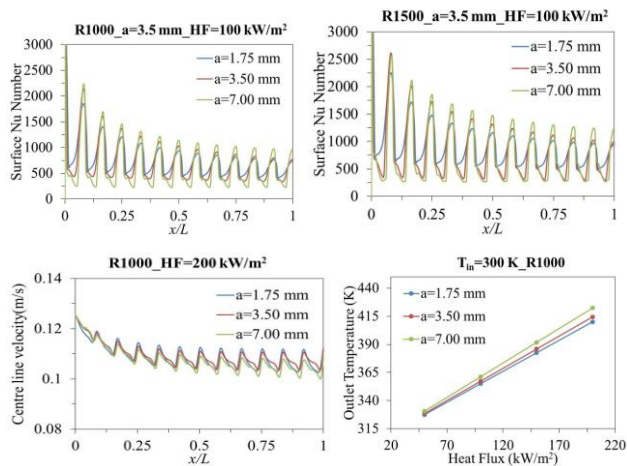 R1000_a=3.5 mm_HF=100 kW/m²
Surface Nu Number
3000
2500
2000
1500
1000
500
0
a=1.75 mm
a=3.50 mm
a=7.00 mm
0
0.25
0.5
0.75
1
x/L
R1500_a=3.5 mm_HF=100 kW/m²
Surface Nu Number
3000
2500
2000
1500
1000
500
0
a=1.75 mm
a=3.50 mm
a=7.00 mm
0
0.25
0.5
0.75
1
x/L
R1000_HF=200 kW/m²
Centre line velocity(m/s)
0.14
0.12
0.1
0.08
a=1.75 mm
a=3.50 mm
a=7.00 mm
0
0.25
0.5
0.75
1
x/L
Tin=300 K_R1000
Outlet Temperature (K)
440
415
390
365
340
315
a=1.75 mm
a=3.50 mm
a=7.00 mm
20
70
120
170
220
Heat Flux (kW/m²)